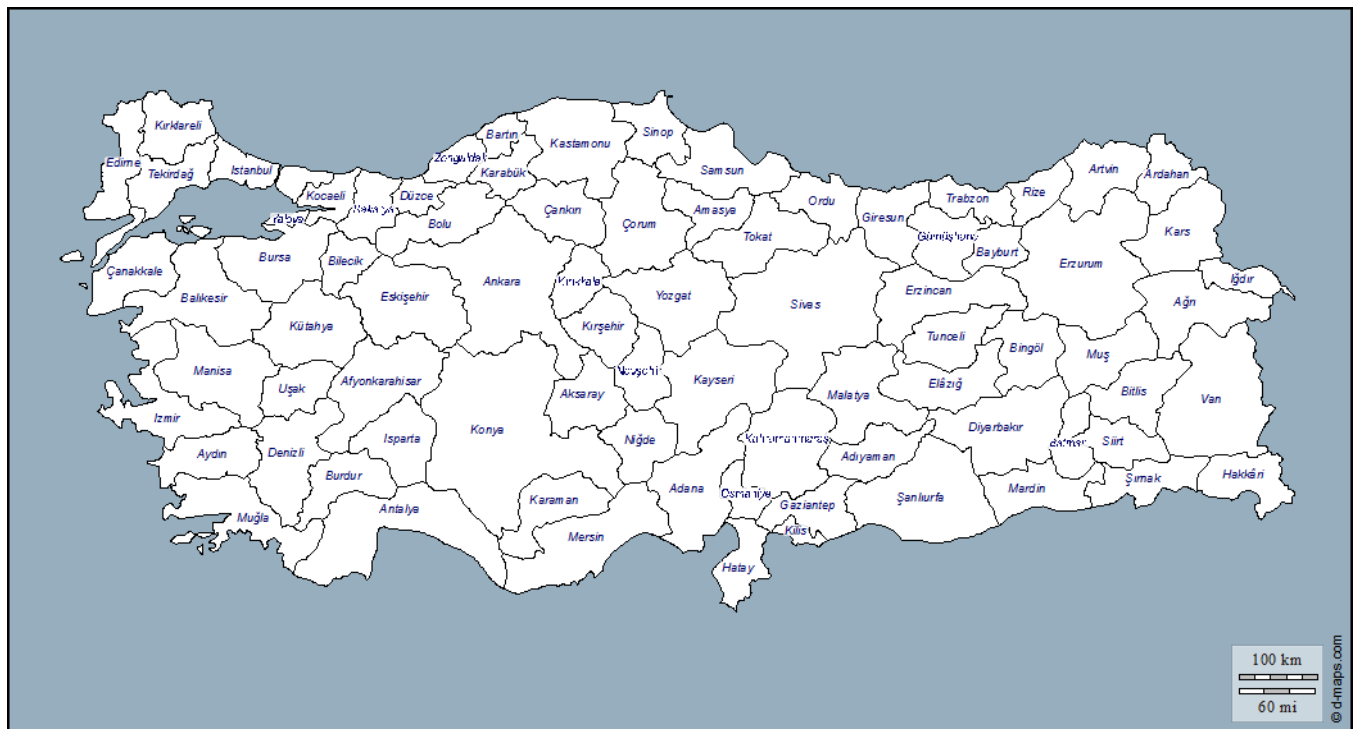 Kırklareli
Edirne
Tekirdağ
Istanbul
Kocaeli
Yalova
Sakarya
Düzce
Zonguldak
Bartın
Karabük
Kastamonu
Sinop
Samsun
Bolu
Çankırı
Çorum
Amasya
Tokat
Ordu
Giresun
Trabzon
Gümüşhane
Bayburt
Rize
Artvin
Ardahan
Kars
Iğdır
Ağrı
Erzurum
Erzincan
Çanakkale
Balıkesir
Bursa
Bilecik
Eskişehir
Kütahya
Ankara
Kırıkkale
Kırşehir
Yozgat
Sivas
Tunceli
Bingöl
Muş
Bitlis
Van
Manisa
Uşak
Afyonkarahisar
Izmir
Aydın
Denizli
Isparta
Burdur
Muğla
Antalya
Konya
Aksaray
Nevşehir
Niğde
Kayseri
Karaman
Mersin
Adana
Kahramanmaraş
Osmaniye
Malatya
Elâzığ
Adıyaman
Gaziantep
Kilis
Hatay
Şanlıurfa
Diyarbakır
Mardin
Batman
Siirt
Şırnak
Hakkâri
100 km
60 mi
© d-maps.com